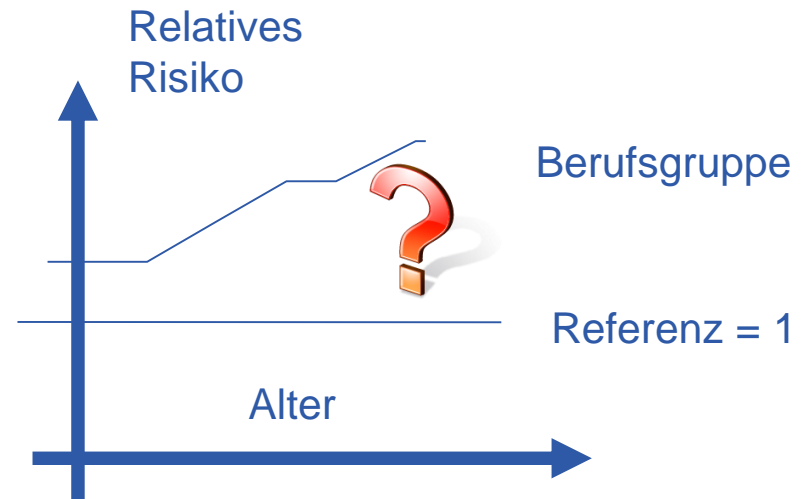 Relatives
Risiko
Berufsgruppe
Referenz = 1
Alter